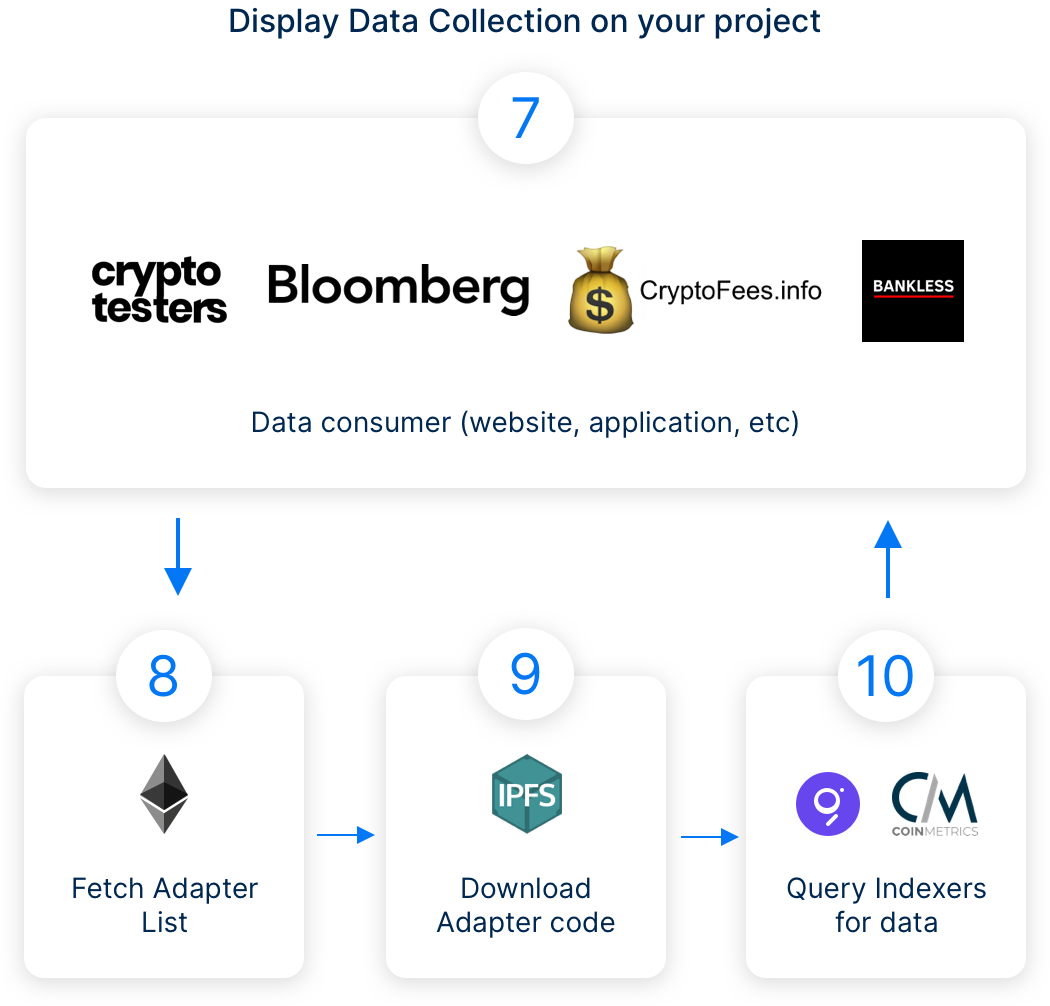 Display Data Collection on your project
7
crypto
testers
Bloomberg
$
CryptoFees.info
BANKLESS
Data consumer (website, application, etc)
8
9
10
IPFS
CM
COINMETRICS
Fetch Adapter
List
Download
Adapter code
Query Indexers
for data